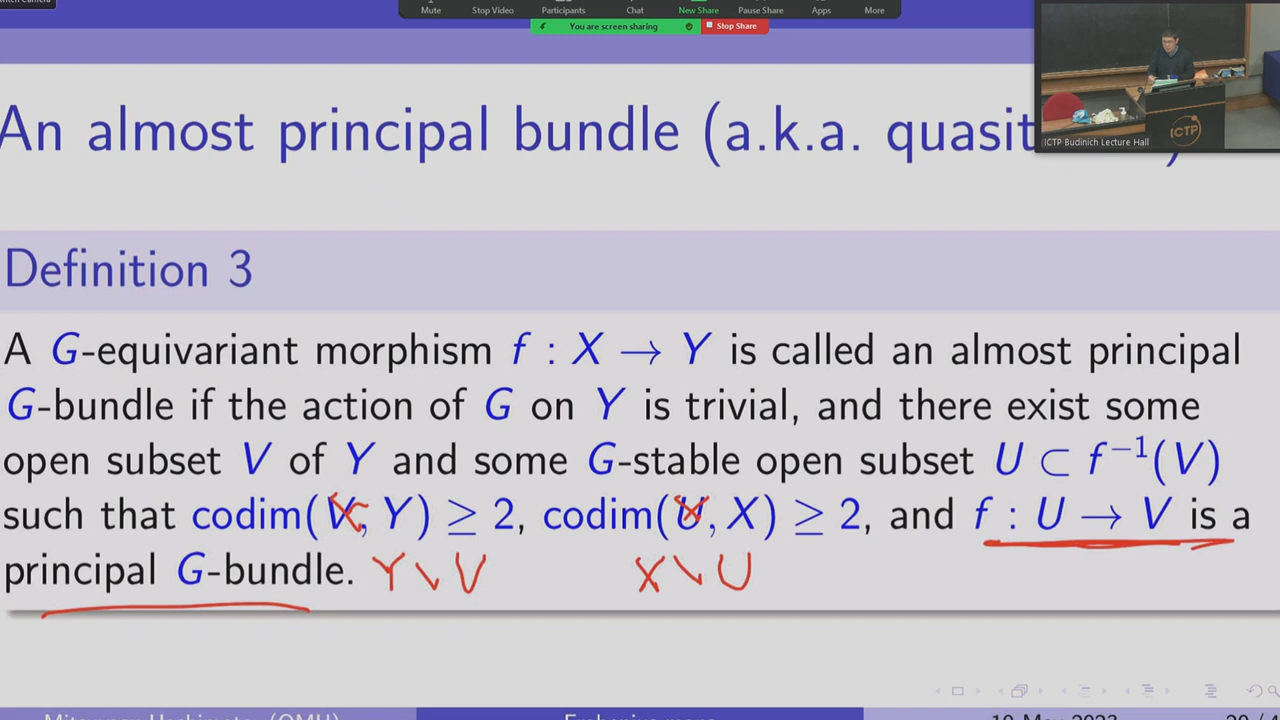 Mute Stop Video Participants Chat New Share Pause Share Apps More
You are screen sharing Stop Share
An almost principal bundle (a.k.a.
ICTP
ICTP Budinich Lecture Hall
Definition 3
A G-equivariant morphism f : X → Y is called an almost principal
G-bundle if the action of G on Y is trivial, and there exist some
open subset V of Y and some G-stable open subset U ⊂ f⁻¹(V)
such that codim(V, Y) ≥ 2, codim(U, X) ≥ 2, and f : U → V is a
principal G-bundle. Y \ V X \ U